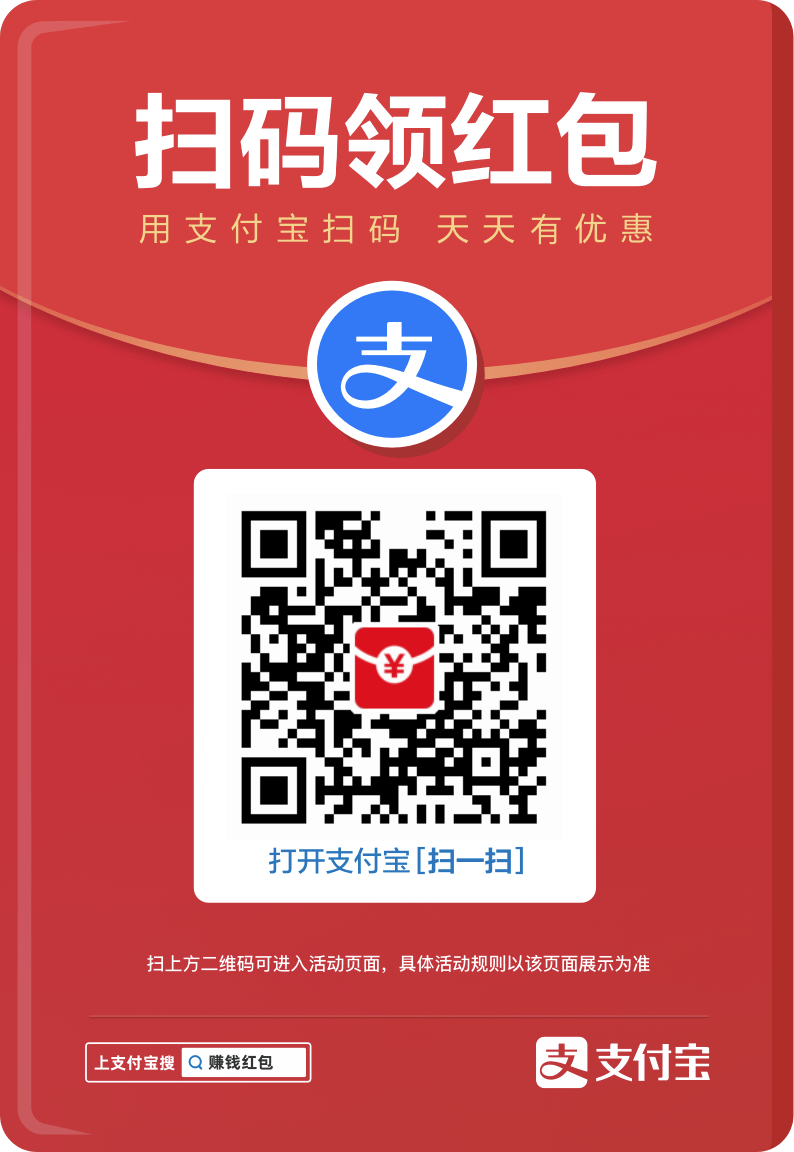 扫码领红包
用支付宝扫码 天天有优惠
支
¥
打开支付宝[扫一扫]
扫上方二维码可进入活动页面，具体活动规则以该页面展示为准
上支付宝搜 赚钱红包
支 支付宝